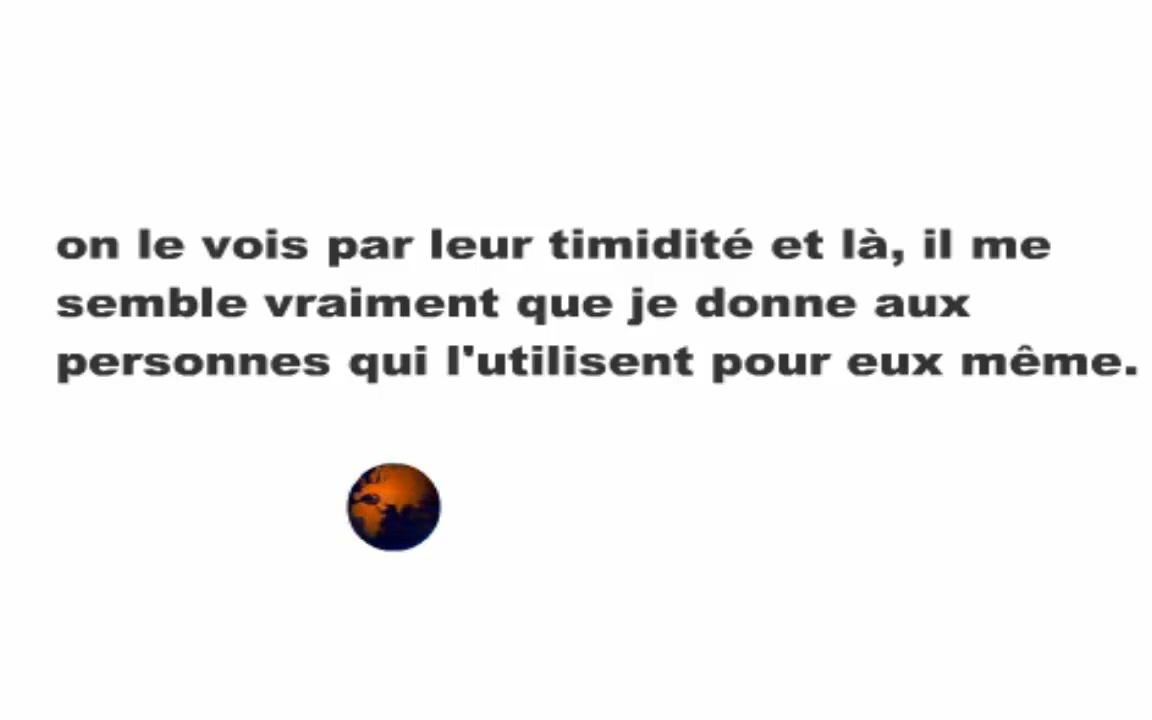 on le vois par leur timidité et là, il me
semble vraiment que je donne aux
personnes qui l'utilisent pour eux même.